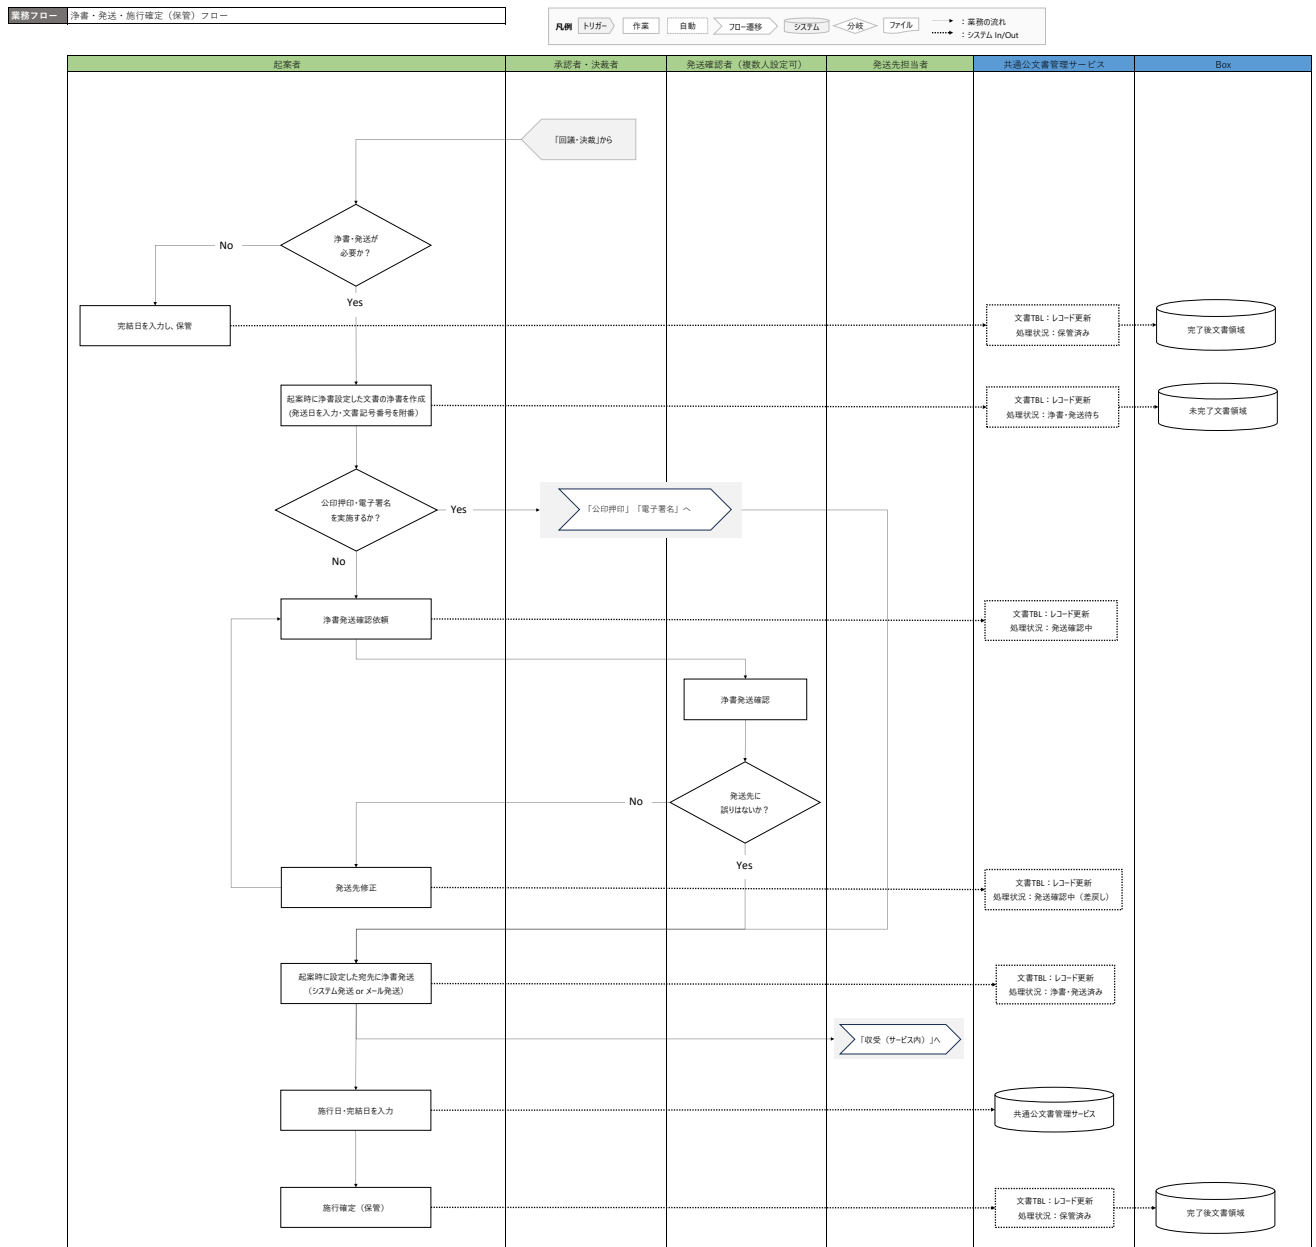 業務フロー 浄書・発送・施行確定（保管）フロー
凡例 トリガー 作業 自動 フロー遷移 システム 分岐 ファイル ：業務の流れ
：システム In/Out
起案者 承認者・決裁者 発送確認者（複数人設定可） 発送先担当者 共通公文書管理サービス Box
「回議・決裁」から
浄書・発送が
必要か？
No
Yes
完結日を入力し、保管
文書TBL：レコード更新
処理状況：保管済み
完了後文書領域
起案時に浄書設定した文書の浄書を作成
(発送日を入力・文書記号番号を附番）
文書TBL：レコード更新
処理状況：浄書・発送待ち
未完了文書領域
公印押印・電子署名
を実施するか？
Yes
「公印押印」「電子署名」へ
No
浄書発送確認依頼
文書TBL：レコード更新
処理状況：発送確認中
浄書発送確認
発送先に
誤りはないか？
No
Yes
発送先修正
文書TBL：レコード更新
処理状況：発送確認中（差戻し）
起案時に設定した宛先に浄書発送
（システム発送 or メール発送）
文書TBL：レコード更新
処理状況：浄書・発送済み
「収受（サービス内）」へ
施行日・完結日を入力
共通公文書管理サービス
施行確定（保管）
文書TBL：レコード更新
処理状況：保管済み
完了後文書領域